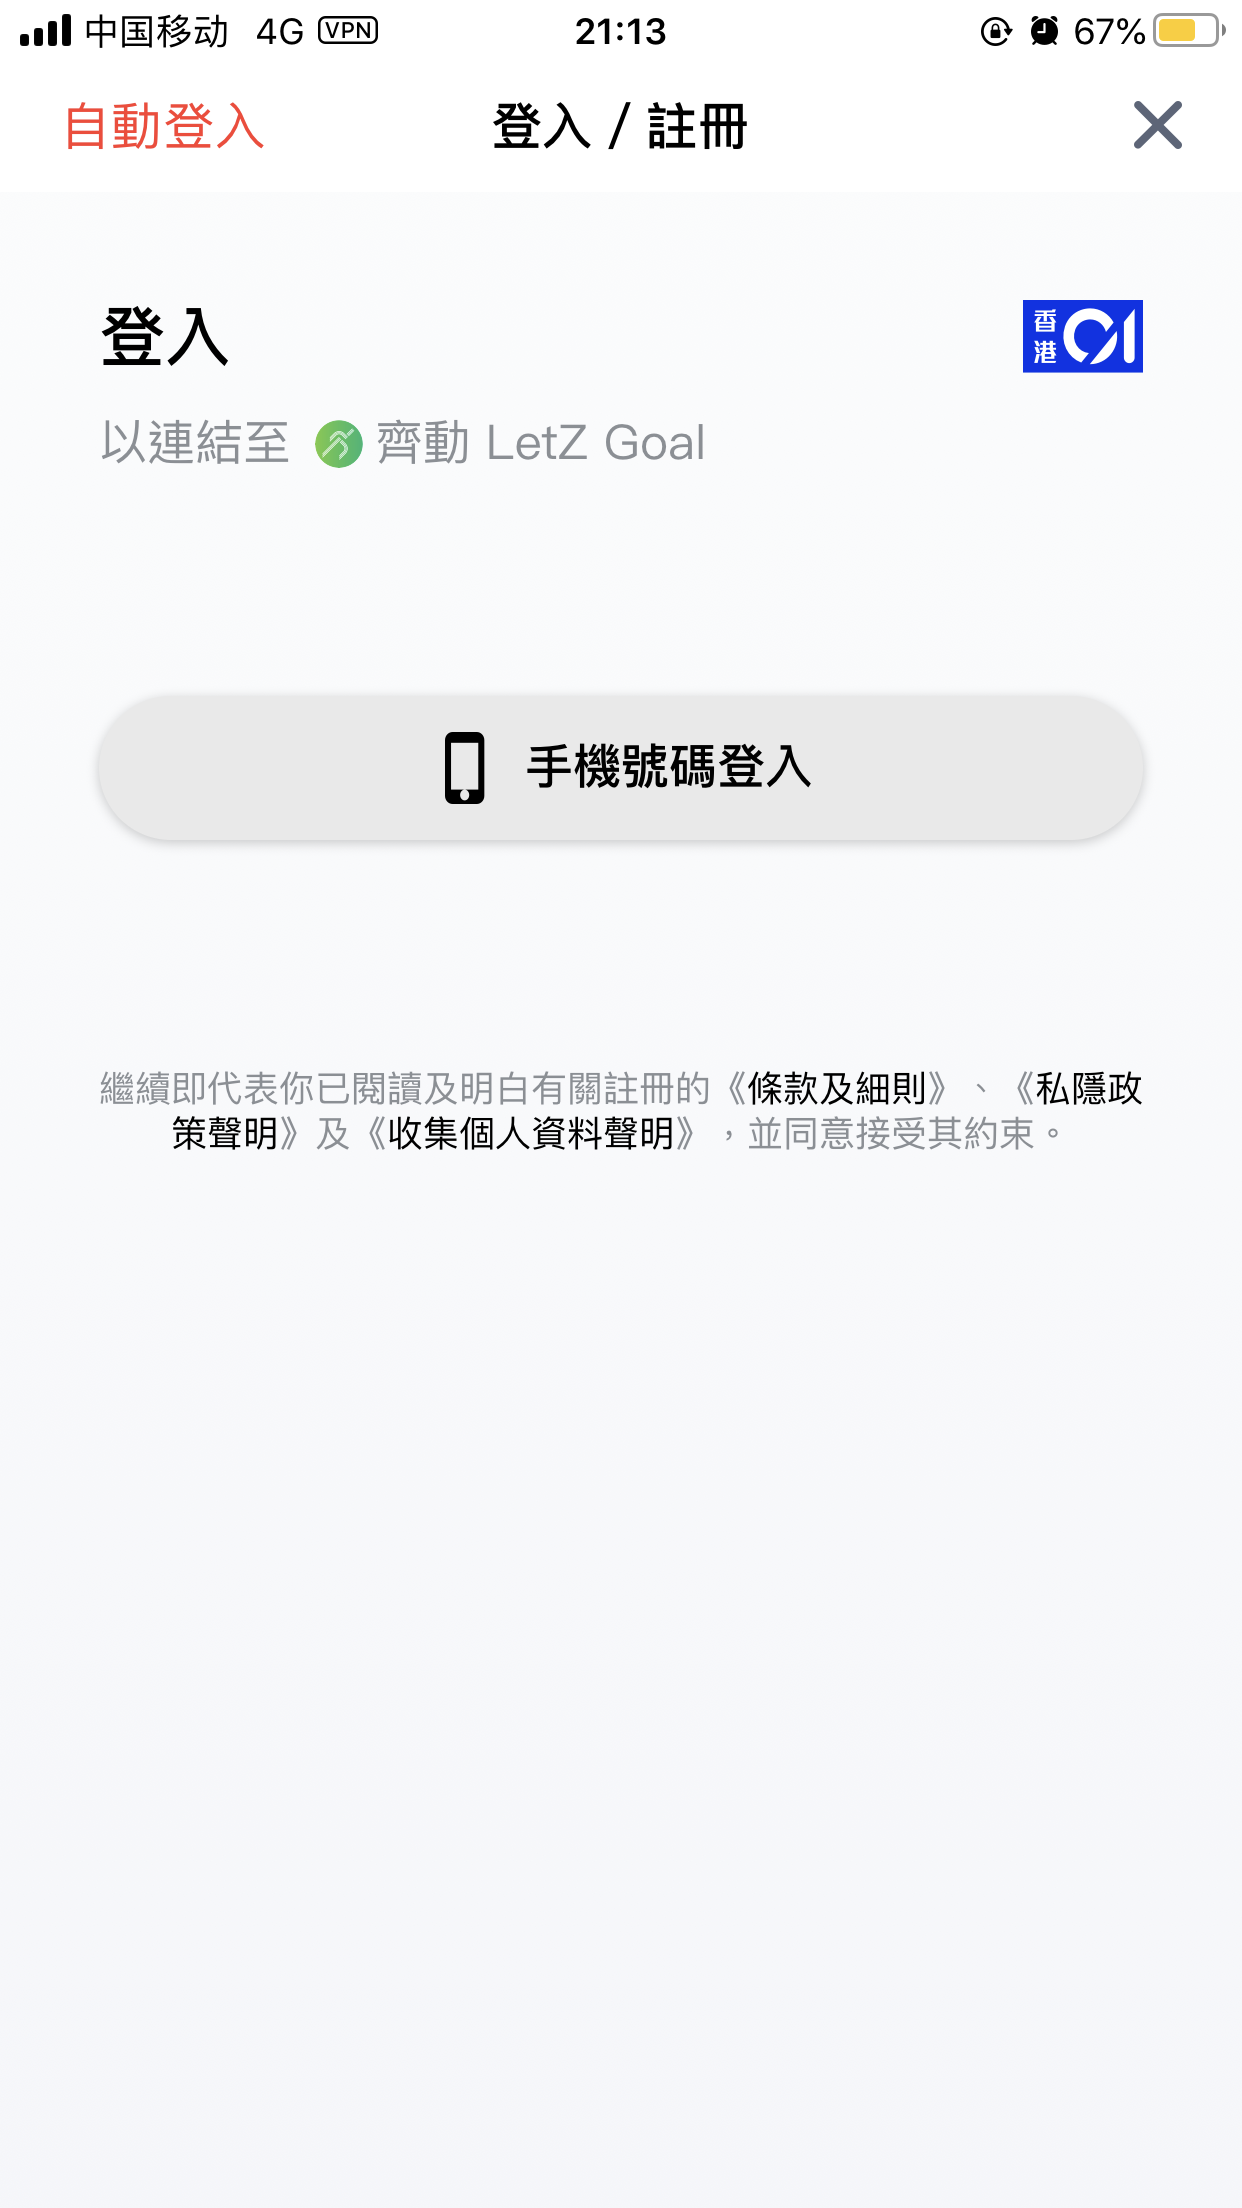 中国移动 4G VPN 21:13 67%
自動登入 登入 / 註冊
登入 香港01
以連結至 齊動 LetZ Goal
手機號碼登入
繼續即代表你已閱讀及明白有關註冊的《條款及細則》、《私隱政
策聲明》及《收集個人資料聲明》，並同意接受其約束。